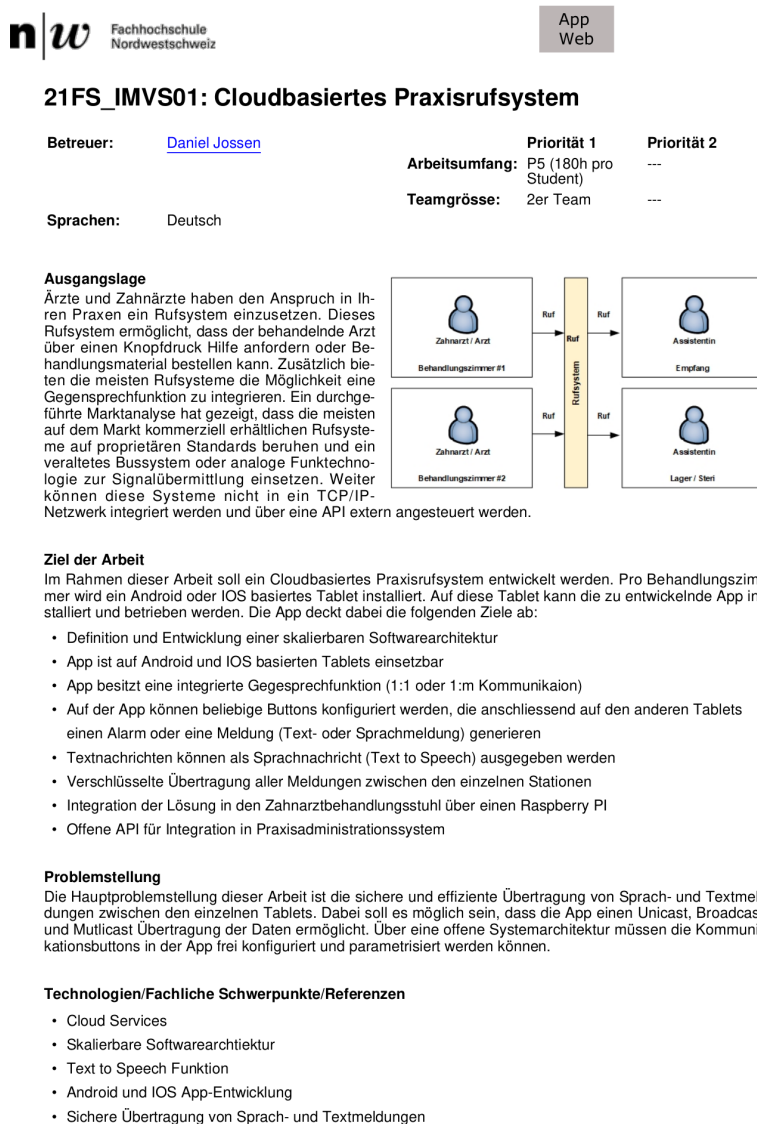 n|w Fachhochschule
Nordwestschweiz
App
Web
21FS_IMVS01: Cloudbasiertes Praxisrufsystem
Betreuer: Daniel Jossen
Priorität 1 Priorität 2
Arbeitsumfang: P5 (180h pro ---
Student)
Teamgrösse: 2er Team ---
Sprachen: Deutsch
Ausgangslage
Ärzte und Zahnärzte haben den Anspruch in Ih-
ren Praxen ein Rufsystem einzusetzen. Dieses
Rufsystem ermöglicht, dass der behandelnde Arzt
über einen Knopfdruck Hilfe anfordern oder Be-
handlungsmaterial bestellen kann. Zusätzlich bie-
ten die meisten Rufsysteme die Möglichkeit eine
Gegensprechfunktion zu integrieren. Ein durchge-
führte Marktanalyse hat gezeigt, dass die meisten
auf dem Markt kommerziell erhältlichen Rufsyste-
me auf proprietären Standards beruhen und ein
veraltetes Bussystem oder analoge Funktechno-
logie zur Signalübermittlung einsetzen. Weiter
können diese Systeme nicht in ein TCP/IP-
Netzwerk integriert werden und über eine API extern angesteuert werden.
Zahnarzt / Arzt
Behandlungszimmer #1
Ruf
Ruf
Ruf
Assistentin
Empfang
Rufsystem
Zahnarzt / Arzt
Behandlungszimmer #2
Ruf
Ruf
Assistentin
Lager / Steri
Ziel der Arbeit
Im Rahmen dieser Arbeit soll ein Cloudbasiertes Praxisrufsystem entwickelt werden. Pro Behandlungszim
mer wird ein Android oder IOS basiertes Tablet installiert. Auf diese Tablet kann die zu entwickelnde App in
stalliert und betrieben werden. Die App deckt dabei die folgenden Ziele ab:
• Definition und Entwicklung einer skalierbaren Softwarearchitektur
• App ist auf Android und IOS basierten Tablets einsetzbar
• App besitzt eine integrierte Gegesprechfunktion (1:1 oder 1:m Kommunikaion)
• Auf der App können beliebige Buttons konfiguriert werden, die anschliessend auf den anderen Tablets
einen Alarm oder eine Meldung (Text- oder Sprachmeldung) generieren
• Textnachrichten können als Sprachnachricht (Text to Speech) ausgegeben werden
• Verschlüsselte Übertragung aller Meldungen zwischen den einzelnen Stationen
• Integration der Lösung in den Zahnarztbehandlungsstuhl über einen Raspberry PI
• Offene API für Integration in Praxisadministrationssystem
Problemstellung
Die Hauptproblemstellung dieser Arbeit ist die sichere und effiziente Übertragung von Sprach- und Textmel
dungen zwischen den einzelnen Tablets. Dabei soll es möglich sein, dass die App einen Unicast, Broadcas
und Mutlicast Übertragung der Daten ermöglicht. Über eine offene Systemarchitektur müssen die Kommuni
kationsbuttons in der App frei konfiguriert und parametrisiert werden können.
Technologien/Fachliche Schwerpunkte/Referenzen
• Cloud Services
• Skalierbare Softwarearchtiektur
• Text to Speech Funktion
• Android und IOS App-Entwicklung
• Sichere Übertragung von Sprach- und Textmeldungen